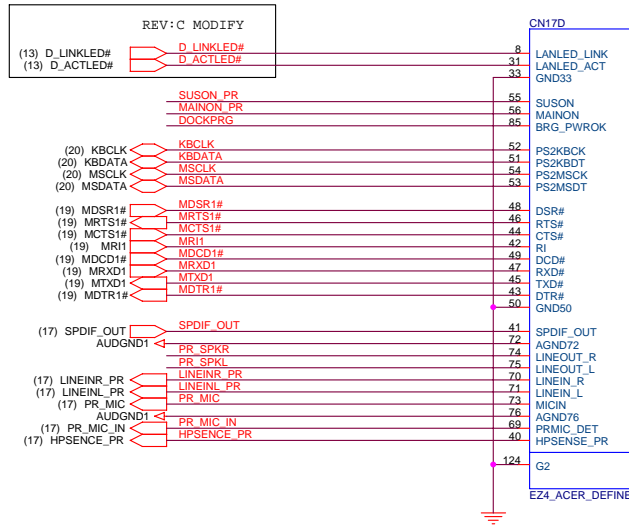 CN17D
REV:C MODIFY
(13) D_LINKLED# D_LINKLED# 8 LANLED_LINK
(13) D_ACTLED# D_ACTLED# 31 LANLED_ACT
33 GND33
SUSON_PR 55 SUSON
MAINON_PR 56 MAINON
DOCKPRG 85 BRG_PWROK
(20) KBCLK KBCLK 52 PS2KBCK
(20) KBDATA KBDATA 51 PS2KBDT
(20) MSCLK MSCLK 54 PS2MSCK
(20) MSDATA MSDATA 53 PS2MSDT
(19) MDSR1# MDSR1# 48 DSR#
(19) MRTS1# MRTS1# 46 RTS#
(19) MCTS1# MCTS1# 44 CTS#
(19) MRI1 MRI1 42 RI
(19) MDCD1# MDCD1# 49 DCD#
(19) MRXD1 MRXD1 47 RXD#
(19) MTXD1 MTXD1 45 TXD#
(19) MDTR1# MDTR1# 43 DTR#
50 GND50
(17) SPDIF_OUT SPDIF_OUT 41 SPDIF_OUT
AUDGND1 72 AGND72
PR_SPKR 74 LINEOUT_R
PR_SPKL 75 LINEOUT_L
(17) LINEINR_PR LINEINR_PR 70 LINEIN_R
(17) LINEINL_PR LINEINL_PR 71 LINEIN_L
(17) PR_MIC PR_MIC 73 MICIN
AUDGND1 76 AGND76
(17) PR_MIC_IN PR_MIC_IN 69 PRMIC_DET
(17) HPSENCE_PR HPSENCE_PR 40 HPSENSE_PR
124 G2
EZ4_ACER_DEFINE